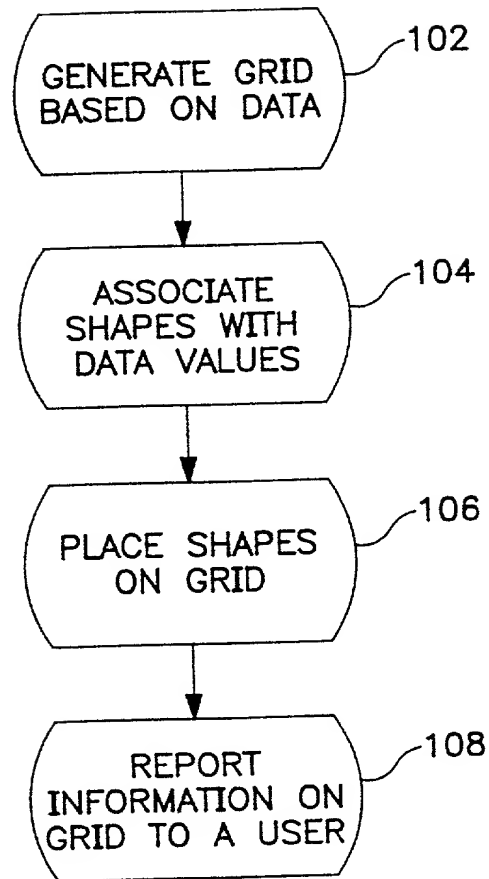 GENERATE GRID
BASED ON DATA
102
ASSOCIATE
SHAPES WITH
DATA VALUES
104
PLACE SHAPES
ON GRID
106
REPORT
INFORMATION ON
GRID TO A USER
108